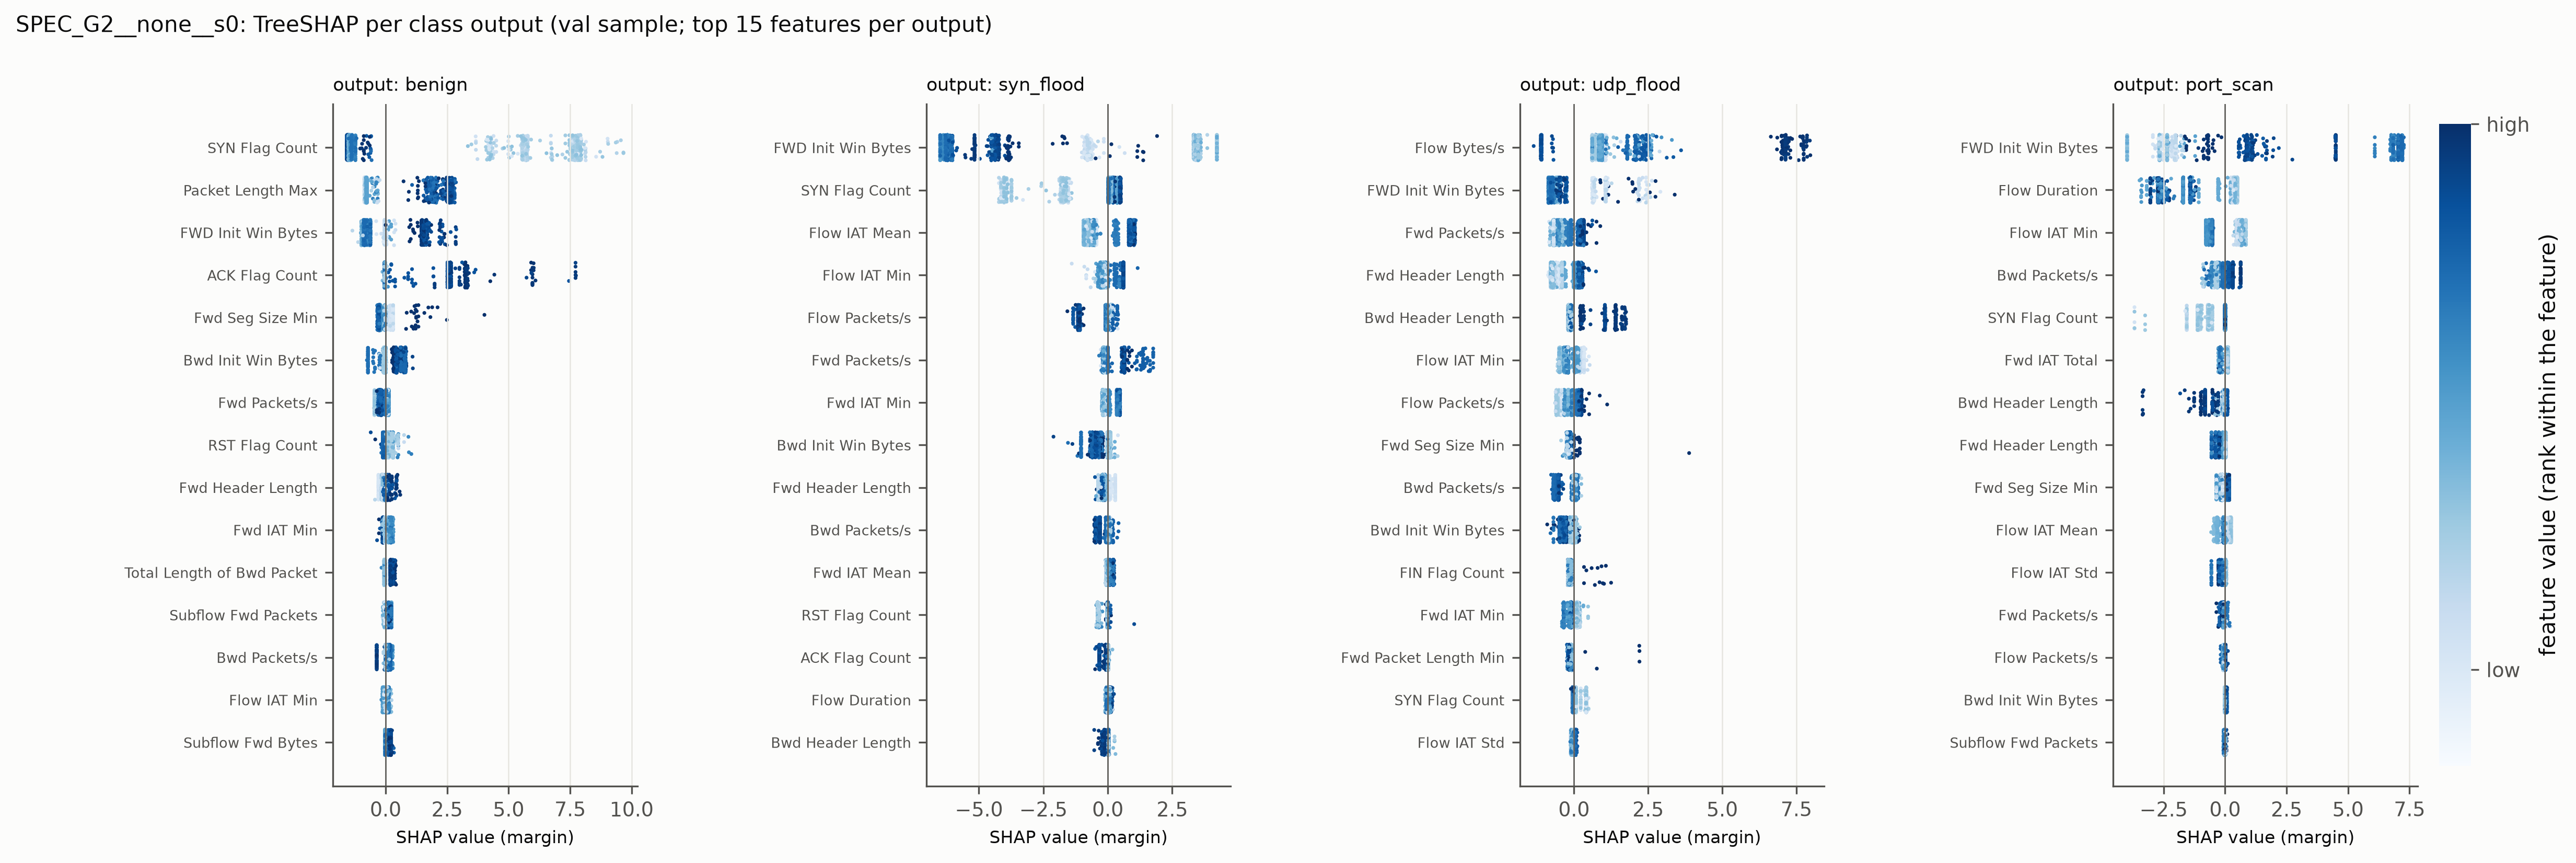 SPEC_G2__none__s0: TreeSHAP per class output (val sample; top 15 features per output)
output: benign
SYN Flag Count
Packet Length Max
FWD Init Win Bytes
ACK Flag Count
Fwd Seg Size Min
Bwd Init Win Bytes
Fwd Packets/s
RST Flag Count
Fwd Header Length
Fwd IAT Min
Total Length of Bwd Packet
Subflow Fwd Packets
Bwd Packets/s
Flow IAT Min
Subflow Fwd Bytes
0.0 2.5 5.0 7.5 10.0
SHAP value (margin)
output: syn_flood
FWD Init Win Bytes
SYN Flag Count
Flow IAT Mean
Flow IAT Min
Flow Packets/s
Fwd Packets/s
Fwd IAT Min
Bwd Init Win Bytes
Fwd Header Length
Bwd Packets/s
Fwd IAT Mean
RST Flag Count
ACK Flag Count
Flow Duration
Bwd Header Length
−5.0 −2.5 0.0 2.5
SHAP value (margin)
output: udp_flood
Flow Bytes/s
FWD Init Win Bytes
Fwd Packets/s
Fwd Header Length
Bwd Header Length
Flow IAT Min
Flow Packets/s
Fwd Seg Size Min
Bwd Packets/s
Bwd Init Win Bytes
FIN Flag Count
Fwd IAT Min
Fwd Packet Length Min
SYN Flag Count
Flow IAT Std
0.0 2.5 5.0 7.5
SHAP value (margin)
output: port_scan
FWD Init Win Bytes
Flow Duration
Flow IAT Min
Bwd Packets/s
SYN Flag Count
Fwd IAT Total
Bwd Header Length
Fwd Header Length
Fwd Seg Size Min
Flow IAT Mean
Flow IAT Std
Fwd Packets/s
Flow Packets/s
Bwd Init Win Bytes
Subflow Fwd Packets
−2.5 0.0 2.5 5.0 7.5
SHAP value (margin)
high
low
feature value (rank within the feature)